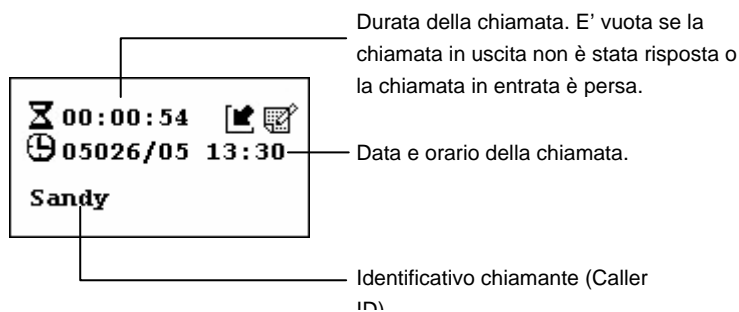 Durata della chiamata. E' vuota se la
chiamata in uscita non è stata risposta o
la chiamata in entrata è persa.
00:00:54
05026/05 13:30
Data e orario della chiamata.
Sandy
Identificativo chiamante (Caller
ID)